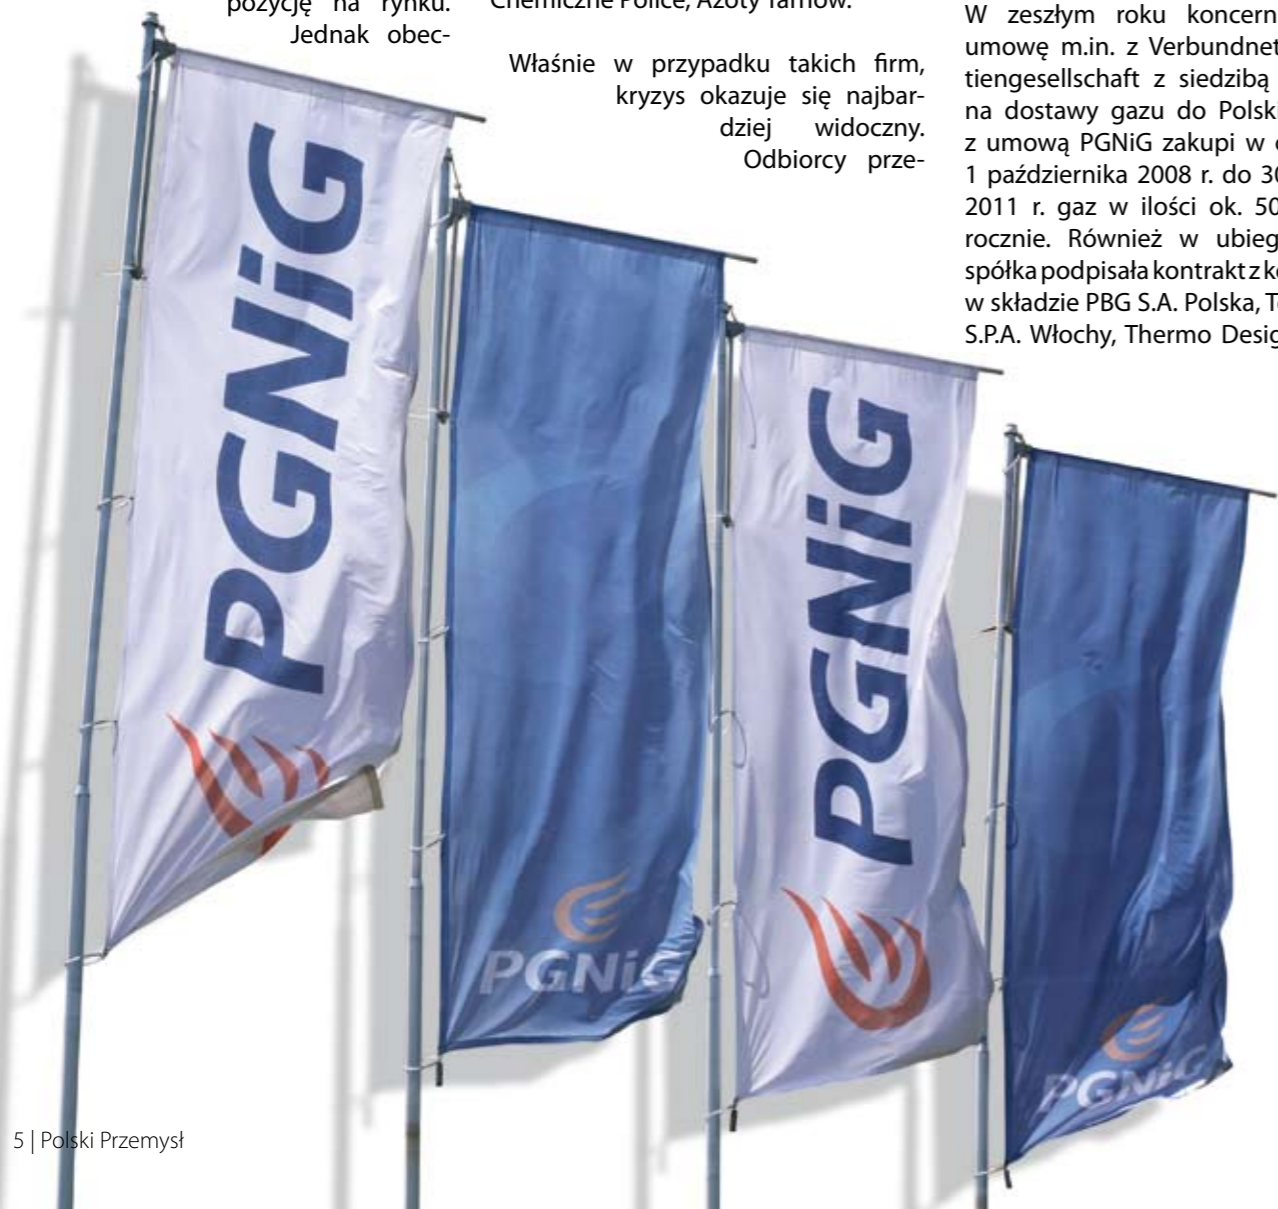 pozycję na rynku.
Jednak obec-
Chemiczne Police, Azoty Tarnów.
Właśnie w przypadku takich firm,
kryzys okazuje się najbar-
dziej widoczny.
Odbiorcy prze-
W zeszłym roku koncern
umowę m.in. z Verbundnet
tiengesellschaft z siedzibą
na dostawy gazu do Polski
z umową PGNiG zakupi w
1 października 2008 r. do 30
2011 r. gaz w ilości ok. 50
rocznie. Również w ubieg
spółka podpisała kontrakt z
w składzie PBG S.A. Polska,
S.P.A. Włochy, Thermo Desig
PGNiG
PGNiG
PGNiG
PGNiG
5 | Polski Przemysł